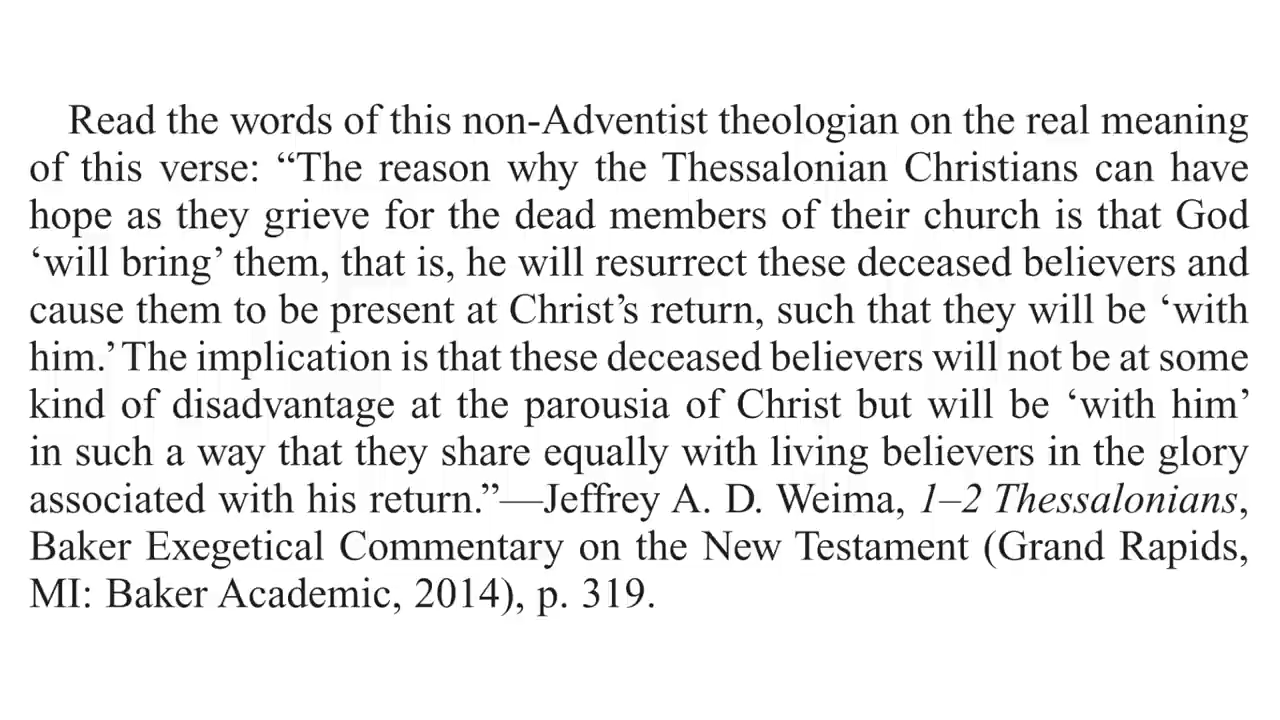 Read the words of this non-Adventist theologian on the real meaning
of this verse: “The reason why the Thessalonian Christians can have
hope as they grieve for the dead members of their church is that God
‘will bring’ them, that is, he will resurrect these deceased believers and
cause them to be present at Christ’s return, such that they will be ‘with
him.’ The implication is that these deceased believers will not be at some
kind of disadvantage at the parousia of Christ but will be ‘with him’
in such a way that they share equally with living believers in the glory
associated with his return.”—Jeffrey A. D. Weima, 1–2 Thessalonians,
Baker Exegetical Commentary on the New Testament (Grand Rapids,
MI: Baker Academic, 2014), p. 319.